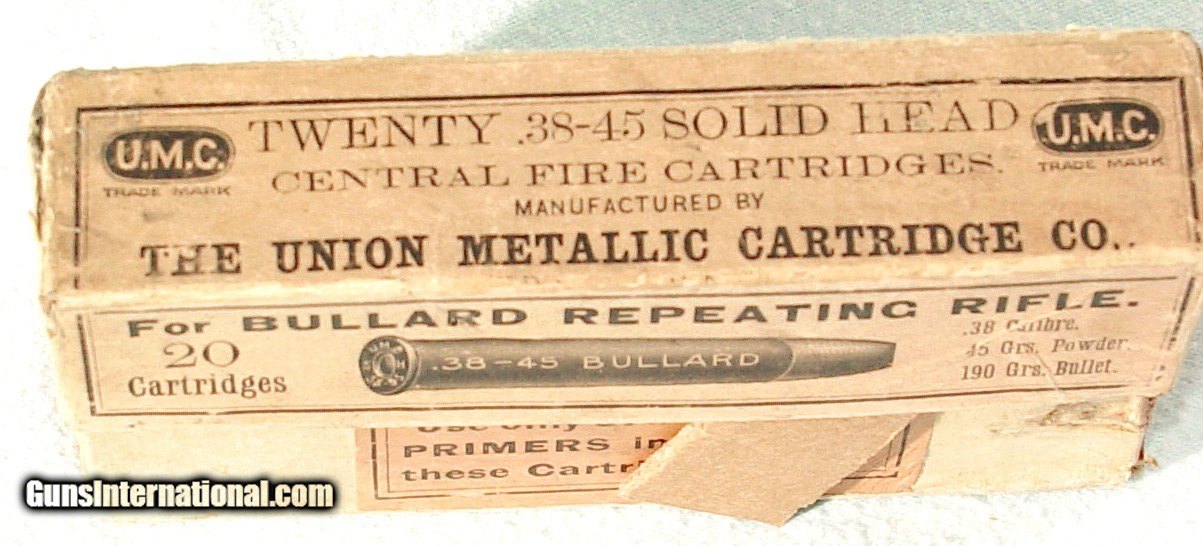 U.M.C.
TRADE MARK
TWENTY .38-45 SOLID HEAD
CENTRAL FIRE CARTRIDGES.
MANUFACTURED BY
THE UNION METALLIC CARTRIDGE CO..
U.M.C.
TRADE MARK
For BULLARD REPEATING RIFLE.
20
Cartridges
.38-45 BULLARD
.38 Calibre.
45 Grs. Powder.
190 Grs. Bullet.
Use only
PRIMERS in
these
GunsInternational.com